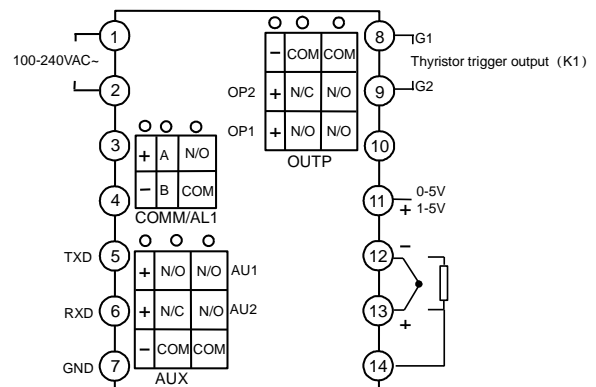 1
100-240VAC~
2
3
4
TXD 5
RXD 6
GND 7
− COM COM
OP2 + N/C N/O
OP1 + N/O N/O
OUTP
+ A N/O
− B COM
COMM/AL1
+ N/O N/O AU1
+ N/C N/O AU2
− COM COM
AUX
8 G1
Thyristor trigger output (K1)
9 G2
10
11 0-5V
+ 1-5V
12 −
13 +
14